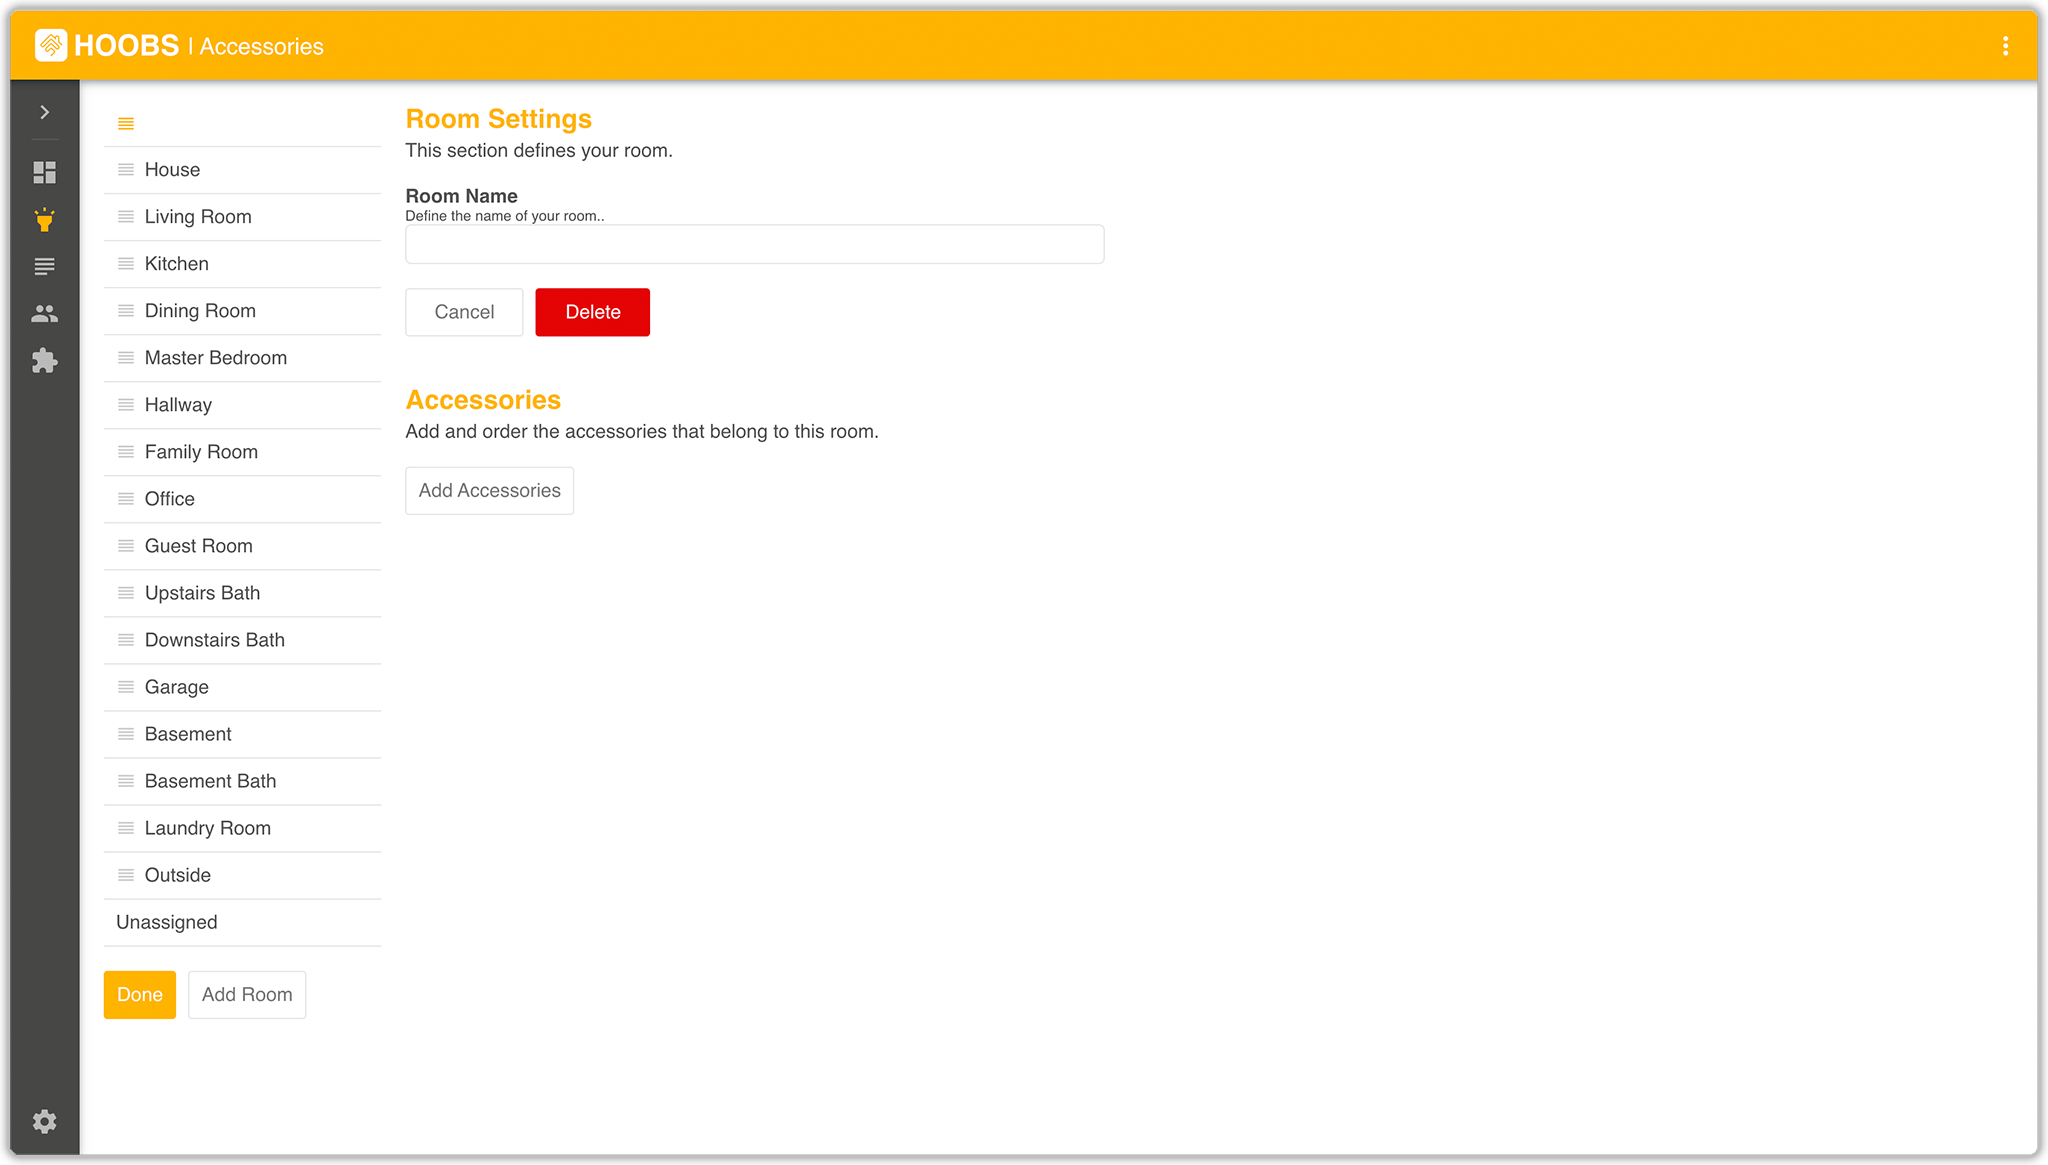 HOOBS | Accessories
House
Living Room
Kitchen
Dining Room
Master Bedroom
Hallway
Family Room
Office
Guest Room
Upstairs Bath
Downstairs Bath
Garage
Basement
Basement Bath
Laundry Room
Outside
Unassigned
Done
Add Room
Room Settings
This section defines your room.
Room Name
Define the name of your room..
Cancel
Delete
Accessories
Add and order the accessories that belong to this room.
Add Accessories